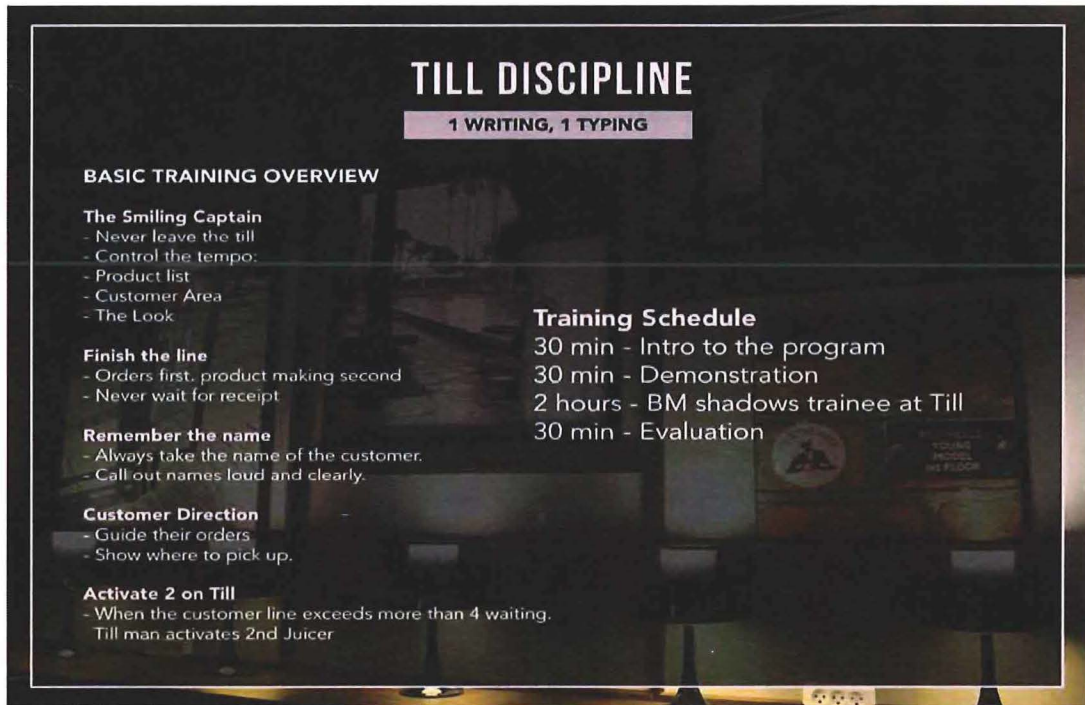 TILL DISCIPLINE
1 WRITING, 1 TYPING
BASIC TRAINING OVERVIEW
The Smiling Captain
- Never leave the till
- Control the tempo:
- Product list
- Customer Area
- The Look
Finish the line
- Orders first. product making second
- Never wait for receipt
Remember the name
- Always take the name of the customer.
- Call out names loud and clearly.
Customer Direction
- Guide their orders
- Show where to pick up.
Activate 2 on Till
- When the customer line exceeds more than 4 waiting.
Till man activates 2nd Juicer
Training Schedule
30 min - Intro to the program
30 min - Demonstration
2 hours - BM shadows trainee at Till
30 min - Evaluation
YOUNG
MODEL